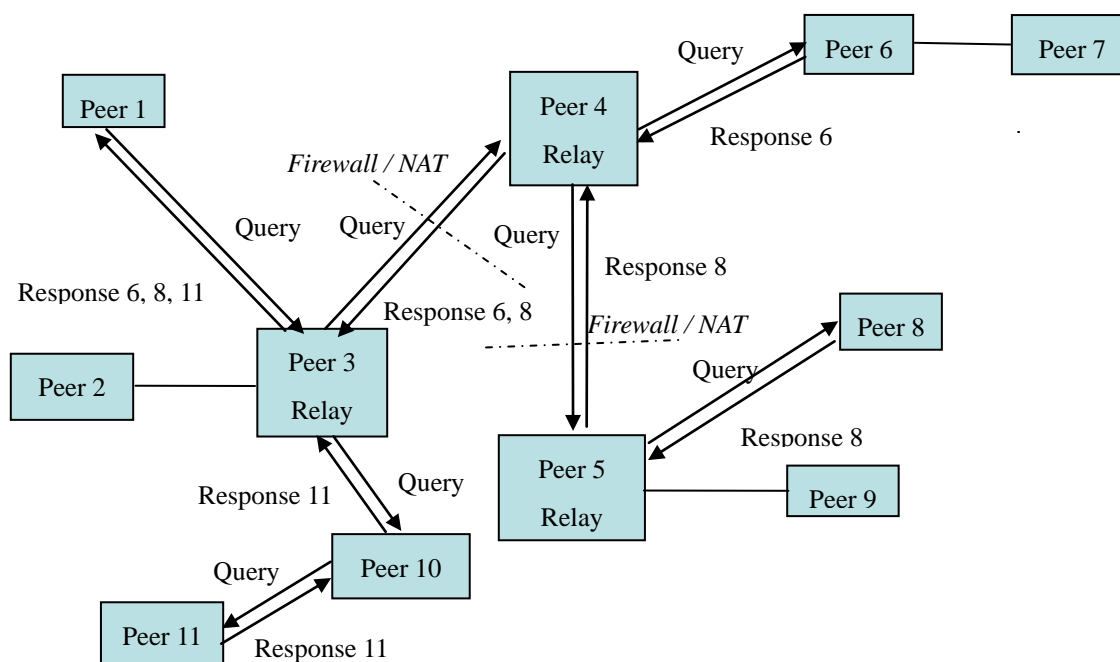 Query
Peer 6
Peer 7
Peer 1
Peer 4
Relay
Response 6
Firewall / NAT
Query
Query
Query
Response 8
Response 6, 8, 11
Response 6, 8
Firewall / NAT
Peer 8
Peer 2
Peer 3
Relay
Query
Response 8
Peer 5
Relay
Peer 9
Response 11
Query
Query
Peer 10
Peer 11
Response 11